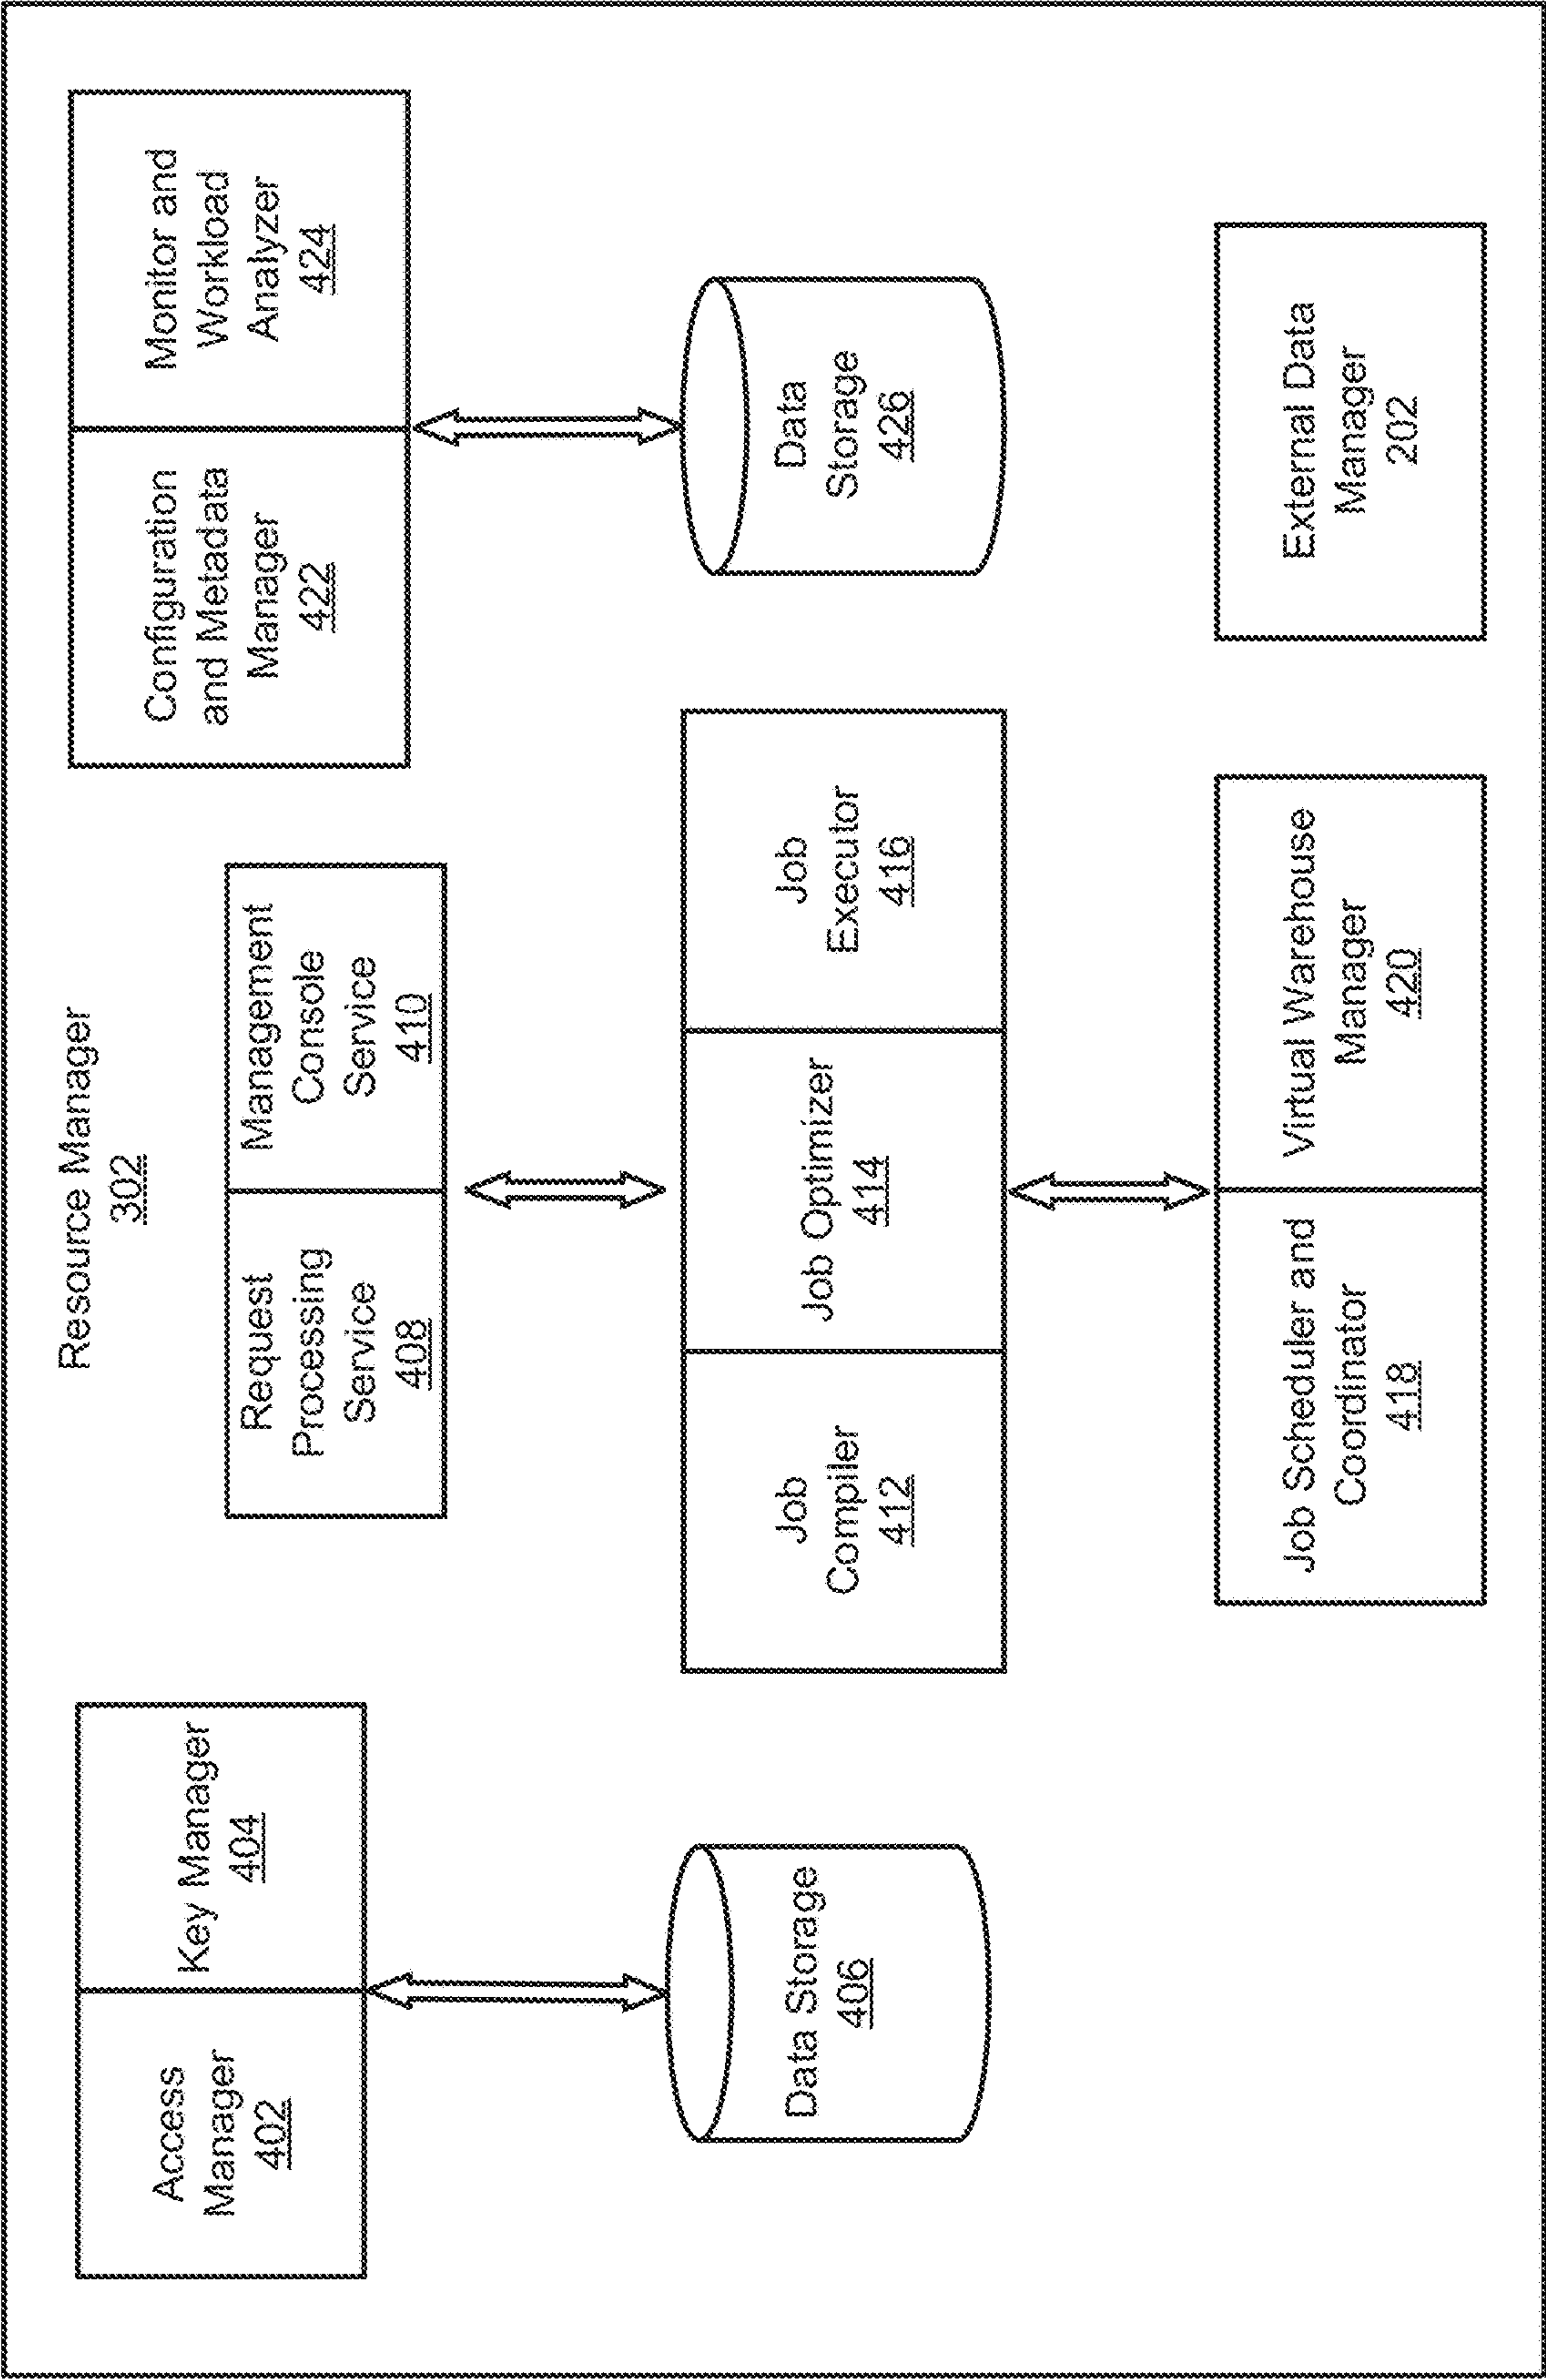 Resource Manager
302
Access
Manager
402
Key Manager
404
Request
Processing
Service
408
Management
Console
Service
410
Configuration
and Metadata
Manager
422
Monitor and
Workload
Analyzer
424
Data Storage
406
Job
Compiler
412
Job Optimizer
414
Job
Executor
416
Data
Storage
426
Job Scheduler and
Coordinator
418
Virtual Warehouse
Manager
420
External Data
Manager
202